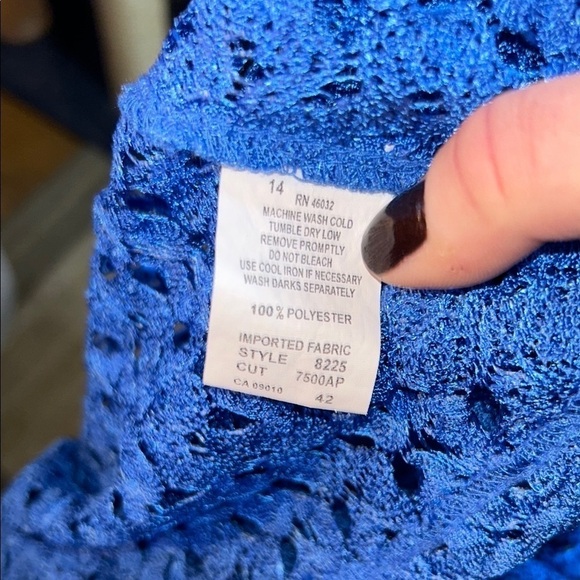 14 RN 46032
MACHINE WASH COLD
TUMBLE DRY LOW
REMOVE PROMPTLY
DO NOT BLEACH
USE COOL IRON IF NECESSARY
WASH DARKS SEPARATELY
100% POLYESTER
IMPORTED FABRIC
STYLE 8225
CUT 7500AP
CA 09010 42